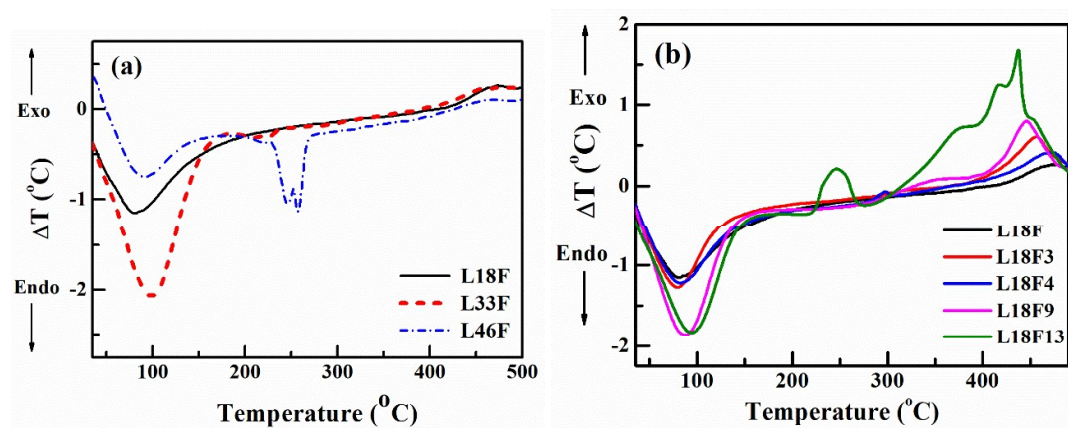 (a)
Exo
Endo
ΔT (°C)
0
-1
-2
L18F
L33F
L46F
100
200
300
400
500
Temperature (°C)
(b)
Exo
Endo
ΔT (°C)
2
1
0
-1
-2
L18F
L18F3
L18F4
L18F9
L18F13
100
200
300
400
Temperature (°C)